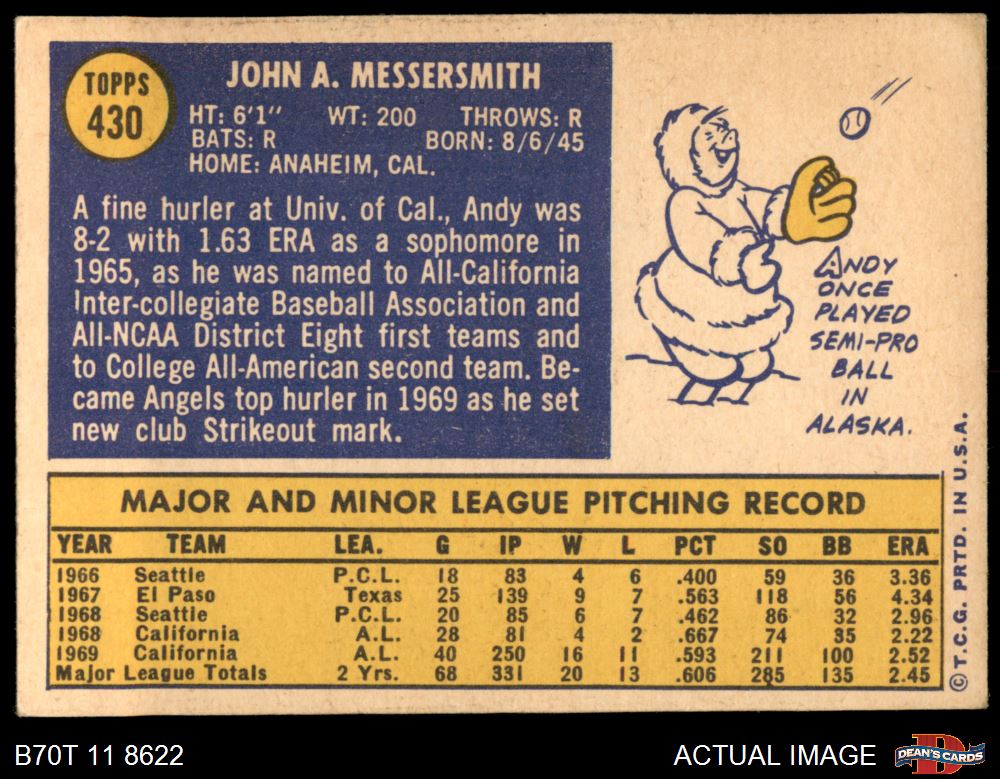 TOPPS
430
JOHN A. MESSERSMITH
HT: 6'1" WT: 200 THROWS: R
BATS: R BORN: 8/6/45
HOME: ANAHEIM, CAL.
A fine hurler at Univ. of Cal., Andy was
8-2 with 1.63 ERA as a sophomore in
1965, as he was named to All-California
Inter-collegiate Baseball Association and
All-NCAA District Eight first teams and
to College All-American second team. Be-
came Angels top hurler in 1969 as he set
new club Strikeout mark.
ANDY
ONCE
PLAYED
SEMI-PRO
BALL
IN
ALASKA.
MAJOR AND MINOR LEAGUE PITCHING RECORD
YEAR TEAM LEA. G IP W L PCT SO BB ERA
1966 Seattle P.C.L. 18 83 4 6 .400 59 36 3.36
1967 El Paso Texas 25 139 9 7 .563 118 56 4.34
1968 Seattle P.C.L. 20 85 6 7 .462 86 32 2.96
1968 California A.L. 28 81 4 2 .667 74 35 2.22
1969 California A.L. 40 250 16 11 .593 211 100 2.52
Major League Totals 2 Yrs. 68 331 20 13 .606 285 135 2.45
© T.C.G. PRTD. IN U.S.A.
B70T 11 8622
ACTUAL IMAGE
D
DEAN'S CARDS